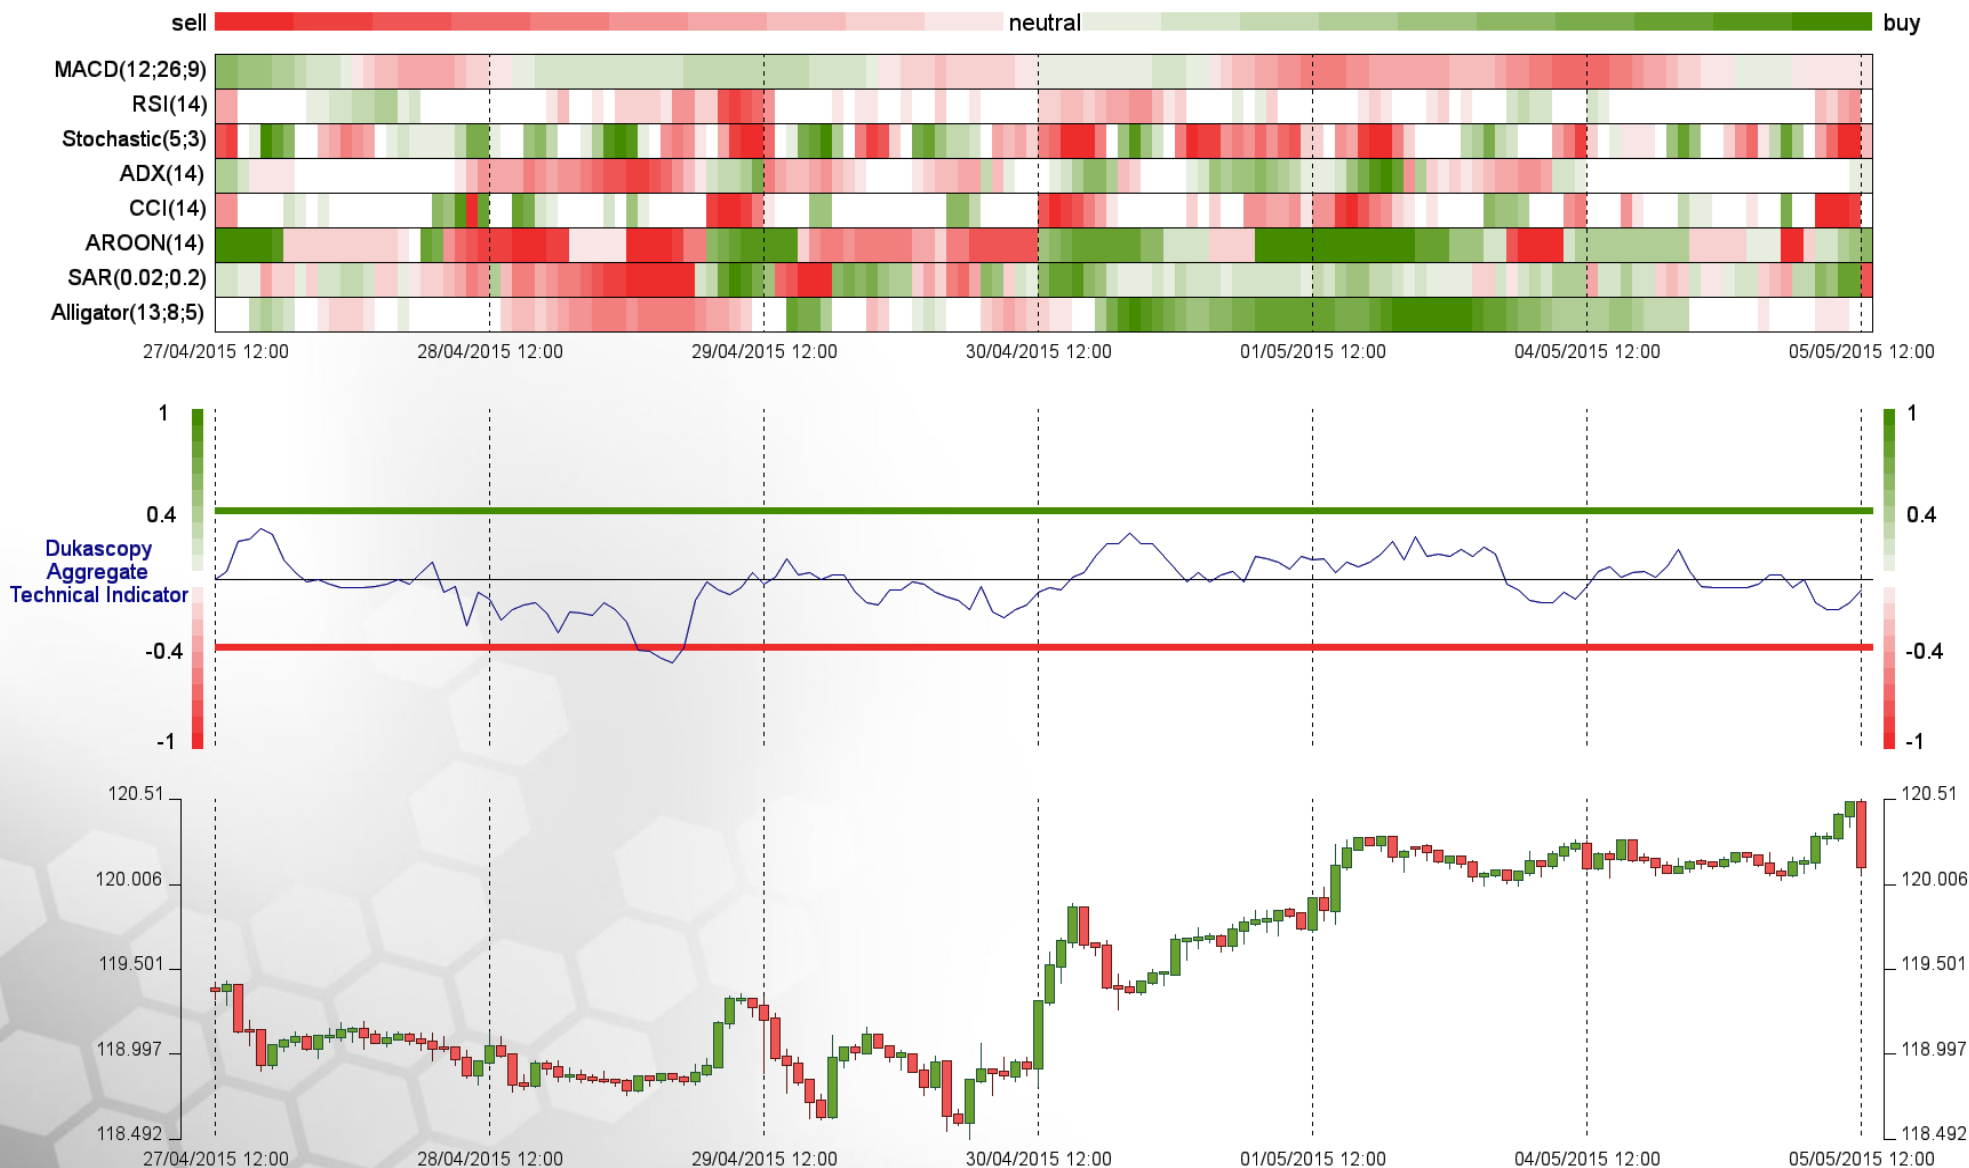 sell neutral buy
MACD(12;26;9)
RSI(14)
Stochastic(5;3)
ADX(14)
CCI(14)
AROON(14)
SAR(0.02;0.2)
Alligator(13;8;5)
27/04/2015 12:00 28/04/2015 12:00 29/04/2015 12:00 30/04/2015 12:00 01/05/2015 12:00 04/05/2015 12:00 05/05/2015 12:00
1 1
0.4 0.4
Dukascopy
Aggregate
Technical Indicator
-0.4 -0.4
-1 -1
120.51 120.51
120.006 120.006
119.501 119.501
118.997 118.997
118.492 118.492
27/04/2015 12:00 28/04/2015 12:00 29/04/2015 12:00 30/04/2015 12:00 01/05/2015 12:00 04/05/2015 12:00 05/05/2015 12:00